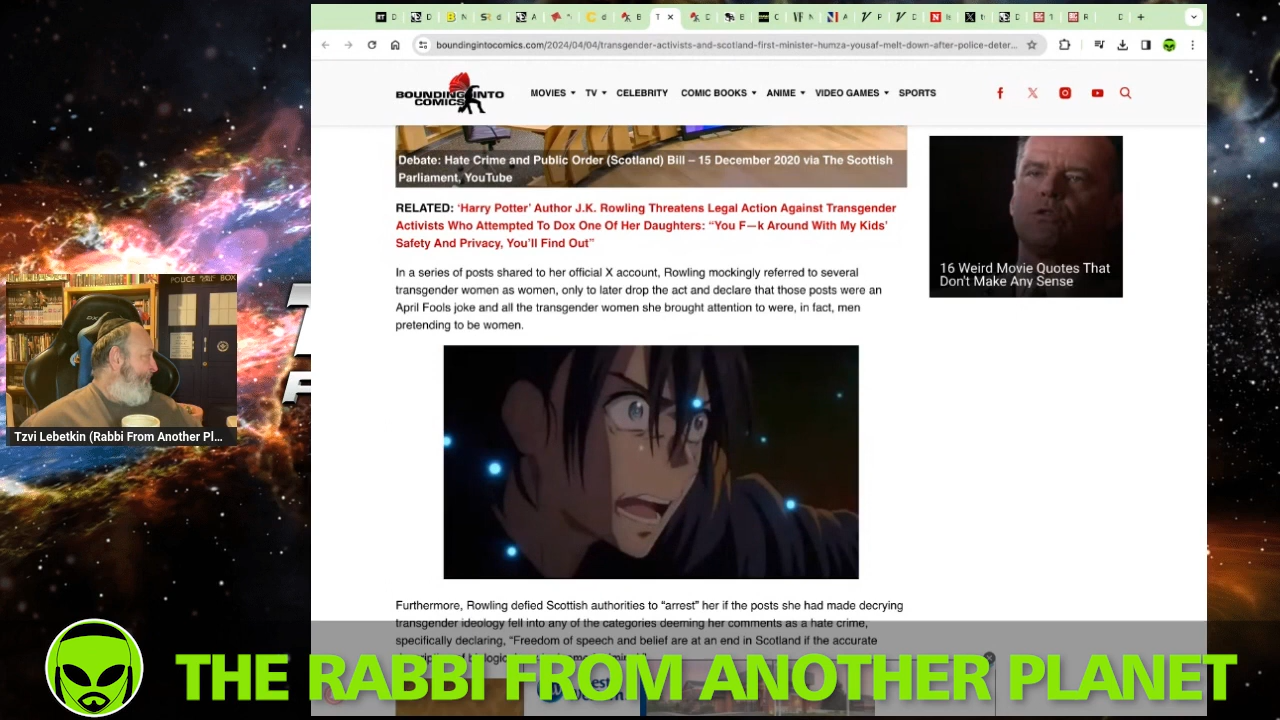 boundingintocomics.com/2024/04/04/transgender-activists-and-scotland-first-minister-humza-yousaf-melt-down-after-police-deter...
BOUNDING INTO
COMICS
MOVIES TV CELEBRITY COMIC BOOKS ANIME VIDEO GAMES SPORTS
Debate: Hate Crime and Public Order (Scotland) Bill – 15 December 2020 via The Scottish
Parliament, YouTube
RELATED: ‘Harry Potter’ Author J.K. Rowling Threatens Legal Action Against Transgender
Activists Who Attempted To Dox One Of Her Daughters: “You F—k Around With My Kids’
Safety And Privacy, You’ll Find Out”
In a series of posts shared to her official X account, Rowling mockingly referred to several
transgender women as women, only to later drop the act and declare that those posts were an
April Fools joke and all the transgender women she brought attention to were, in fact, men
pretending to be women.
16 Weird Movie Quotes That
Don't Make Any Sense
POLICE BOX
Tzvi Lebetkin (Rabbi From Another Pl...
Furthermore, Rowling defied Scottish authorities to “arrest” her if the posts she had made decrying
transgender ideology fell into any of the categories deeming her comments as a hate crime,
specifically declaring, “Freedom of speech and belief are at an end in Scotland if the accurate
THE RABBI FROM ANOTHER PLANET